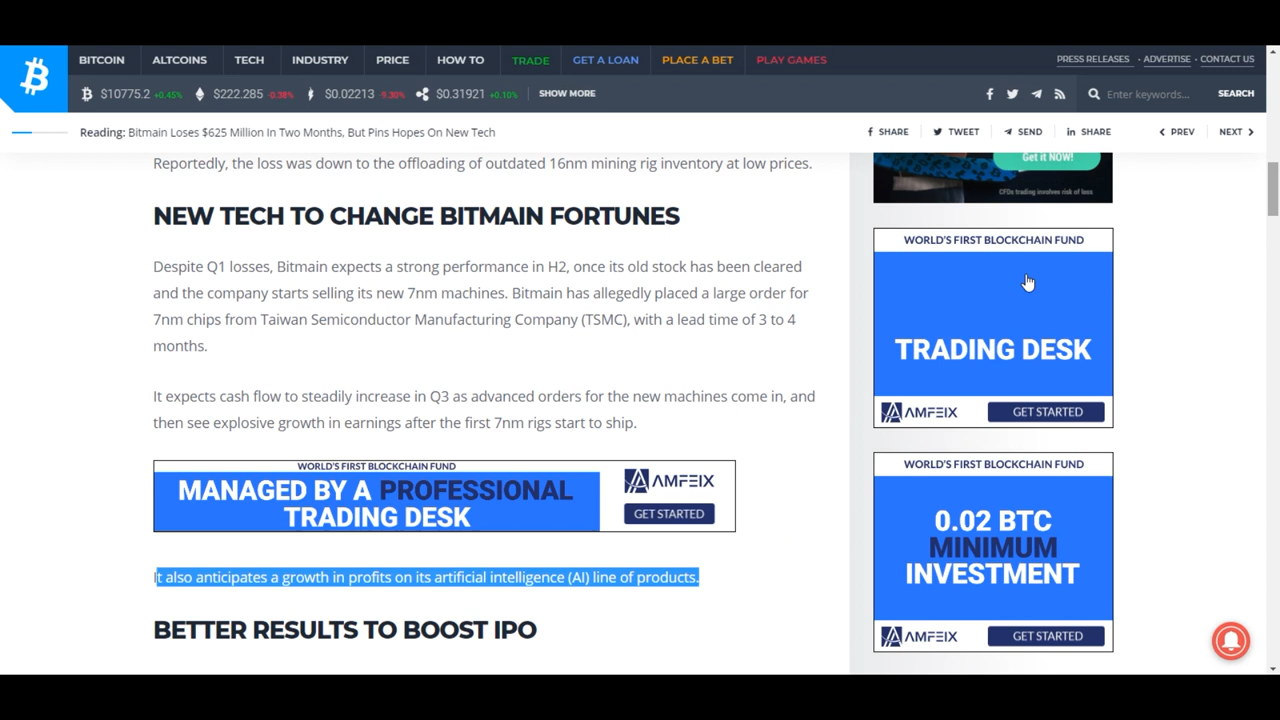 BITCOIN ALTCOINS TECH INDUSTRY PRICE HOW TO TRADE GET A LOAN PLACE A BET PLAY GAMES PRESS RELEASES · ADVERTISE · CONTACT US
$10775.2 +0.45% $222.285 -0.38% $0.02213 -9.30% $0.31921 +0.10% SHOW MORE Enter keywords... SEARCH
Reading: Bitmain Loses $625 Million In Two Months, But Pins Hopes On New Tech SHARE TWEET SEND SHARE PREV NEXT
Reportedly, the loss was down to the offloading of outdated 16nm mining rig inventory at low prices.
NEW TECH TO CHANGE BITMAIN FORTUNES
Despite Q1 losses, Bitmain expects a strong performance in H2, once its old stock has been cleared
and the company starts selling its new 7nm machines. Bitmain has allegedly placed a large order for
7nm chips from Taiwan Semiconductor Manufacturing Company (TSMC), with a lead time of 3 to 4
months.
It expects cash flow to steadily increase in Q3 as advanced orders for the new machines come in, and
then see explosive growth in earnings after the first 7nm rigs start to ship.
WORLD'S FIRST BLOCKCHAIN FUND
MANAGED BY A PROFESSIONAL
TRADING DESK
AMFEIX
GET STARTED
It also anticipates a growth in profits on its artificial intelligence (AI) line of products.
BETTER RESULTS TO BOOST IPO
Get it NOW!
CFDs trading involves risk of loss
WORLD'S FIRST BLOCKCHAIN FUND
TRADING DESK
AMFEIX GET STARTED
WORLD'S FIRST BLOCKCHAIN FUND
0.02 BTC
MINIMUM
INVESTMENT
AMFEIX GET STARTED